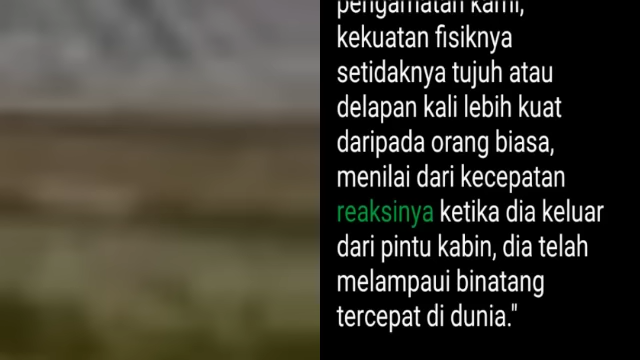 pengamatan kami,
kekuatan fisiknya
setidaknya tujuh atau
delapan kali lebih kuat
daripada orang biasa,
menilai dari kecepatan
reaksinya ketika dia keluar
dari pintu kabin, dia telah
melampaui binatang
tercepat di dunia."